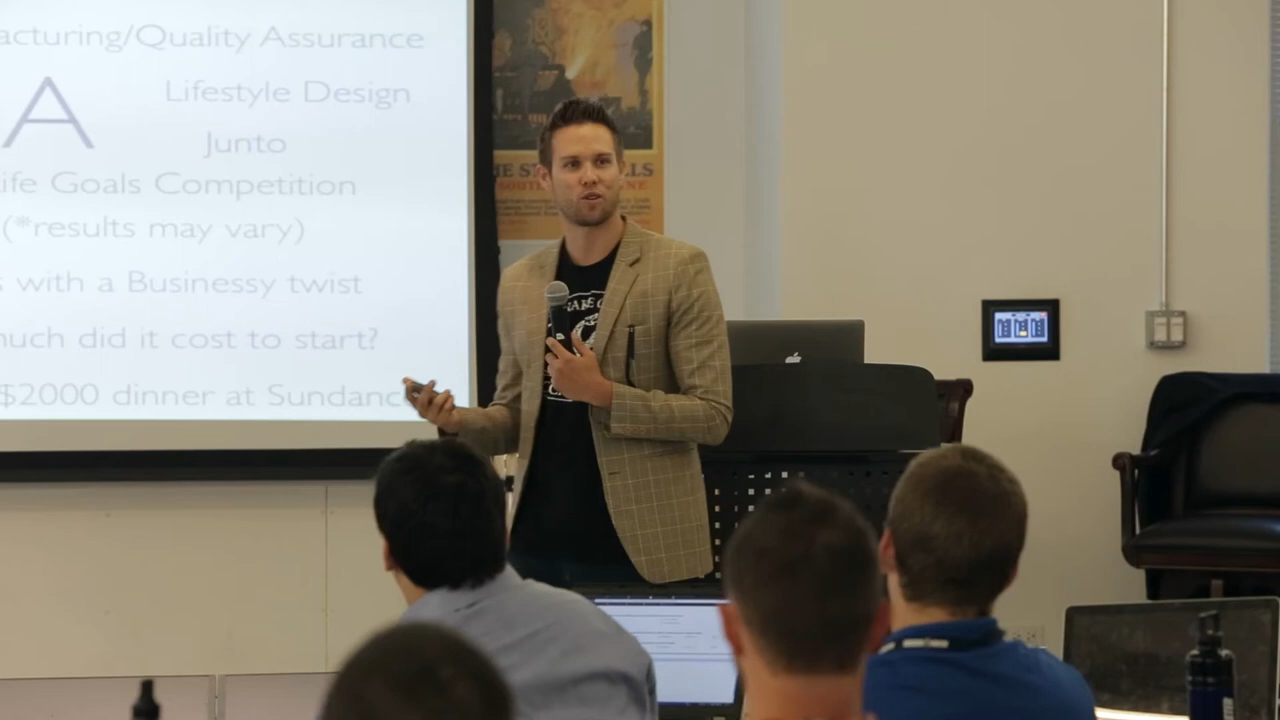 acturing/Quality Assurance
A
Lifestyle Design
Junto
ife Goals Competition
(*results may vary)
s with a Businessy twist
much did it cost to start?
$2000 dinner at Sundanc